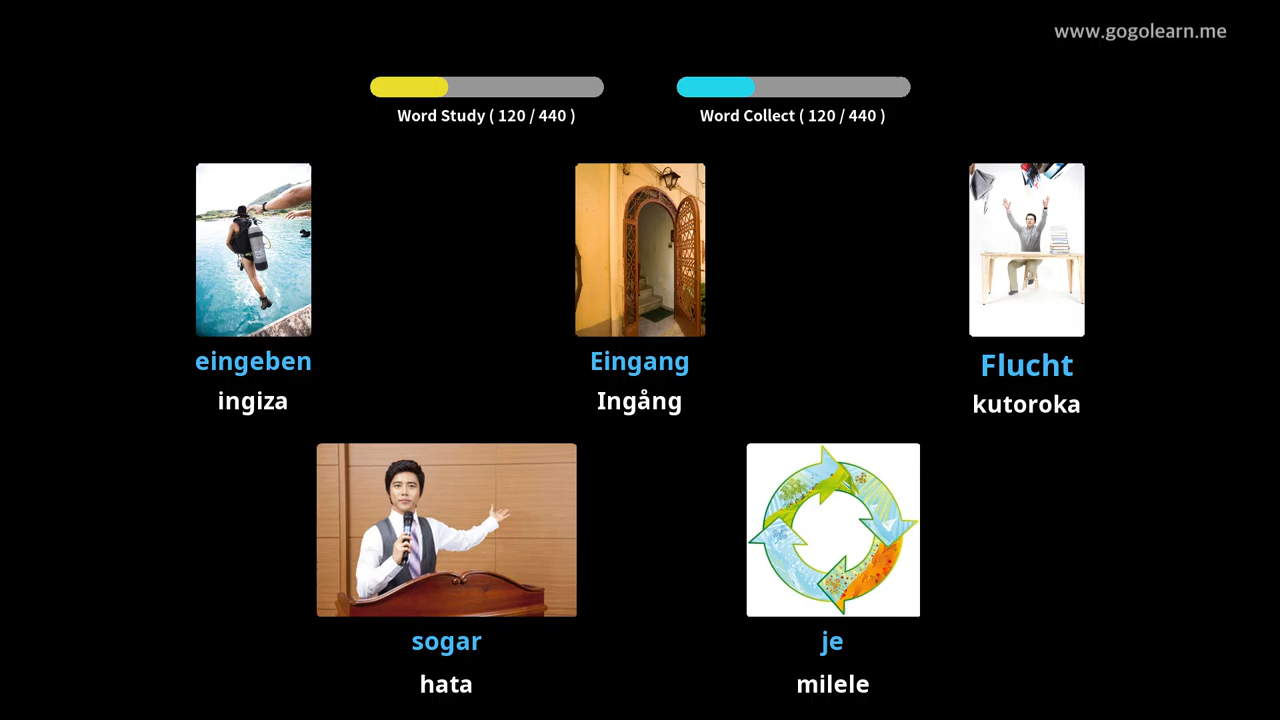 www.gogolearn.me
Word Study ( 120 / 440 )
Word Collect ( 120 / 440 )
eingeben
ingiza
Eingang
Ingång
Flucht
kutoroka
sogar
hata
je
milele